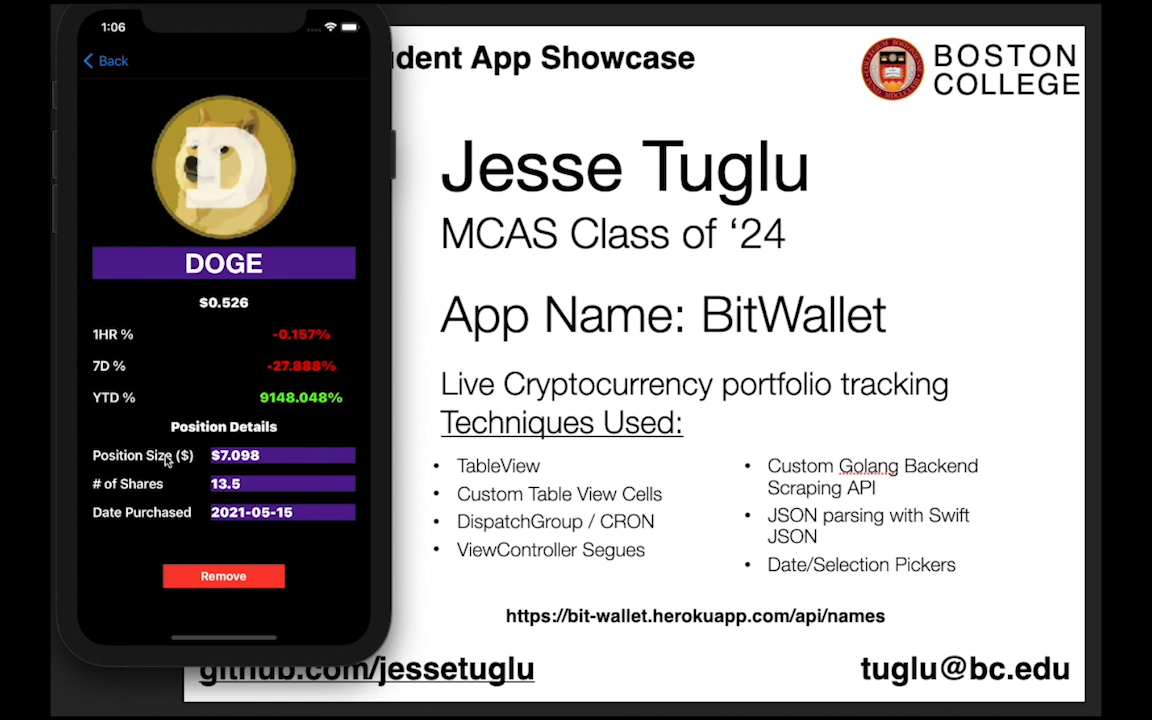 1:06
Back
D
DOGE
$0.526
1HR % -0.157%
7D % -27.888%
YTD % 9148.048%
Position Details
Position Size ($) $7.098
# of Shares 13.5
Date Purchased 2021-05-15
Remove
App Showcase
BOSTON
COLLEGE
Jesse Tuglu
MCAS Class of ‘24
App Name: BitWallet
Live Cryptocurrency portfolio tracking
Techniques Used:
• TableView
• Custom Table View Cells
• DispatchGroup / CRON
• ViewController Segues
• Custom Golang Backend
Scraping API
• JSON parsing with Swift
JSON
• Date/Selection Pickers
https://bit-wallet.herokuapp.com/api/names
github.com/jessetuglu
tuglu@bc.edu